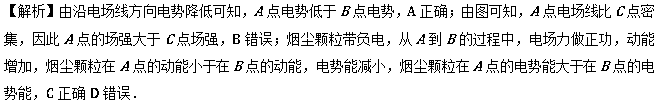 【解析】由沿电场线方向电势降低可知，A点电势低于B点电势，A正确；由图可知，A点电场线比C点密
集，因此A点的场强大于C点场强，B错误；烟尘颗粒带负电，从A到B的过程中，电场力做正功，动能
增加，烟尘颗粒在A点的动能小于在B点的动能，电势能减小，烟尘颗粒在A点的电势能大于在B点的电
势能，C正确D错误．